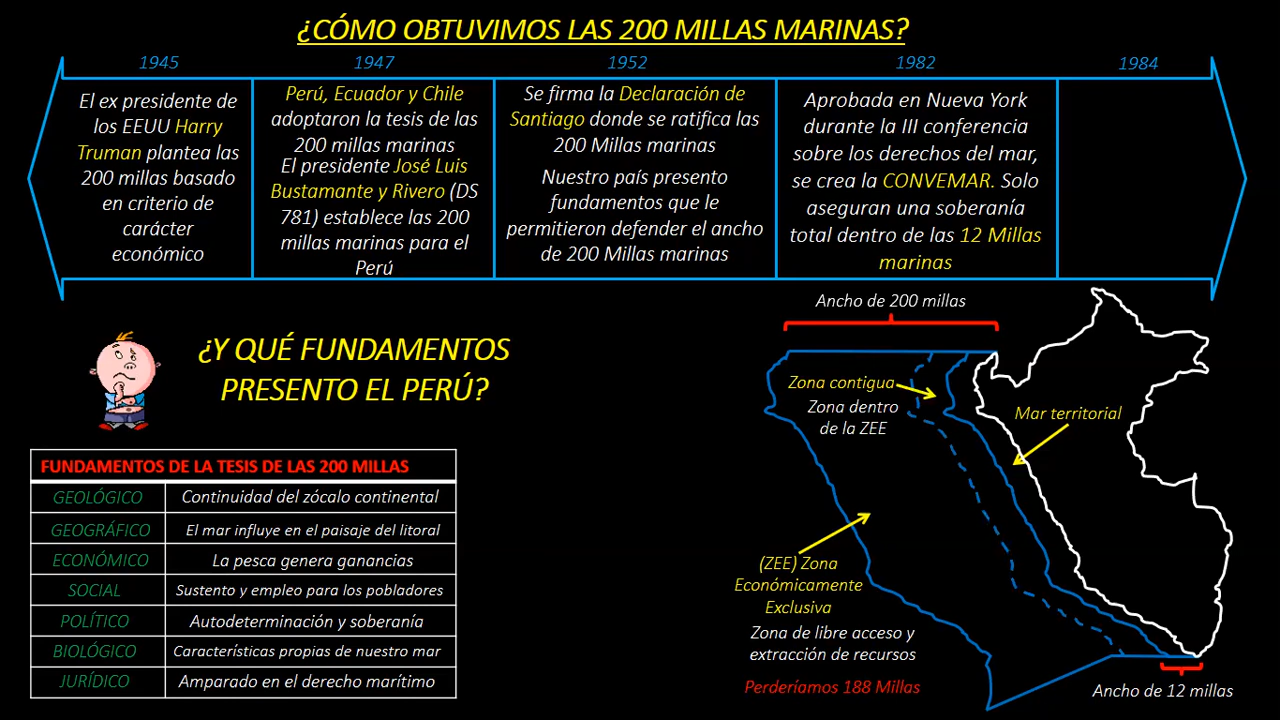 ¿CÓMO OBTUVIMOS LAS 200 MILLAS MARINAS?
1945
1947
1952
1982
1984
El ex presidente de
los EEUU Harry
Truman plantea las
200 millas basado
en criterio de
carácter
económico
Perú, Ecuador y Chile
adoptaron la tesis de las
200 millas marinas
El presidente José Luis
Bustamante y Rivero (DS
781) establece las 200
millas marinas para el
Perú
Se firma la Declaración de
Santiago donde se ratifica las
200 Millas marinas
Nuestro país presento
fundamentos que le
permitieron defender el ancho
de 200 Millas marinas
Aprobada en Nueva York
durante la III conferencia
sobre los derechos del mar,
se crea la CONVEMAR. Solo
aseguran una soberanía
total dentro de las 12 Millas
marinas
¿Y QUÉ FUNDAMENTOS
PRESENTO EL PERÚ?
FUNDAMENTOS DE LA TESIS DE LAS 200 MILLAS
GEOLÓGICO Continuidad del zócalo continental
GEOGRÁFICO El mar influye en el paisaje del litoral
ECONÓMICO La pesca genera ganancias
SOCIAL Sustento y empleo para los pobladores
POLÍTICO Autodeterminación y soberanía
BIOLÓGICO Características propias de nuestro mar
JURÍDICO Amparado en el derecho marítimo
Ancho de 200 millas
Zona contigua
Zona dentro
de la ZEE
Mar territorial
(ZEE) Zona
Económicamente
Exclusiva
Zona de libre acceso y
extracción de recursos
Perderíamos 188 Millas
Ancho de 12 millas